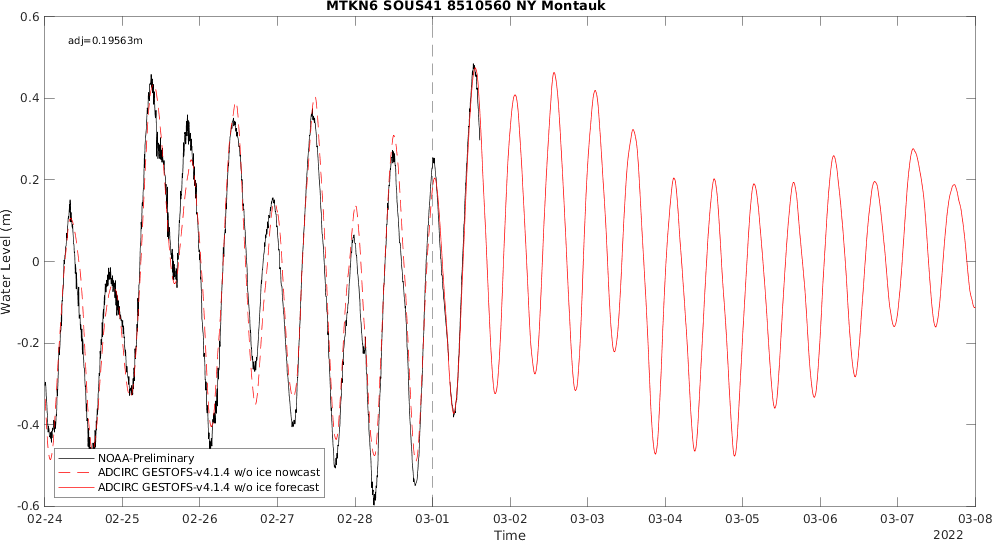 MTKN6 SOUS41 8510560 NY Montauk
adj=0.19563m
0.6
0.4
0.2
0
-0.2
-0.4
-0.6
Water Level (m)
NOAA-Preliminary
ADCIRC GESTOFS-v4.1.4 w/o ice nowcast
ADCIRC GESTOFS-v4.1.4 w/o ice forecast
02-24 02-25 02-26 02-27 02-28 03-01 03-02 03-03 03-04 03-05 03-06 03-07 03-08
Time
2022